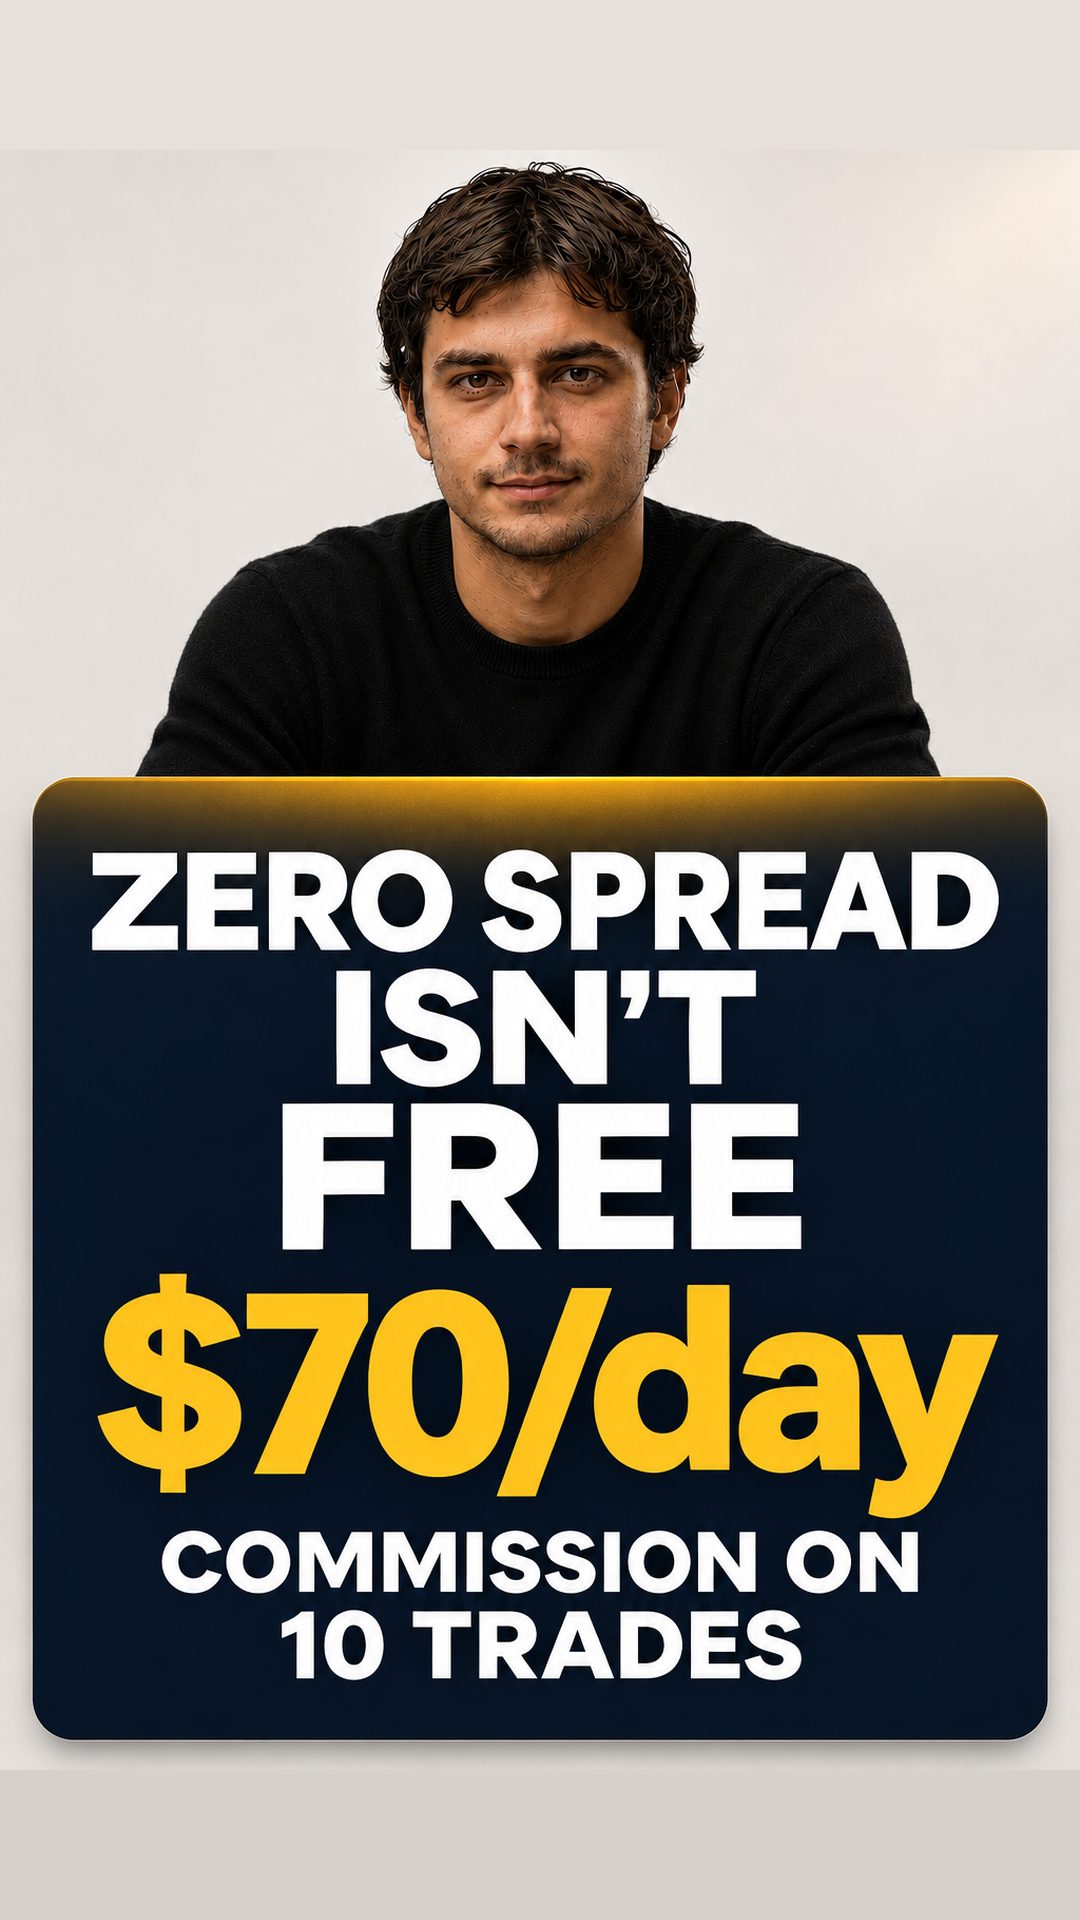 ZERO SPREAD
ISN'T
FREE
$70/day
COMMISSION ON
10 TRADES